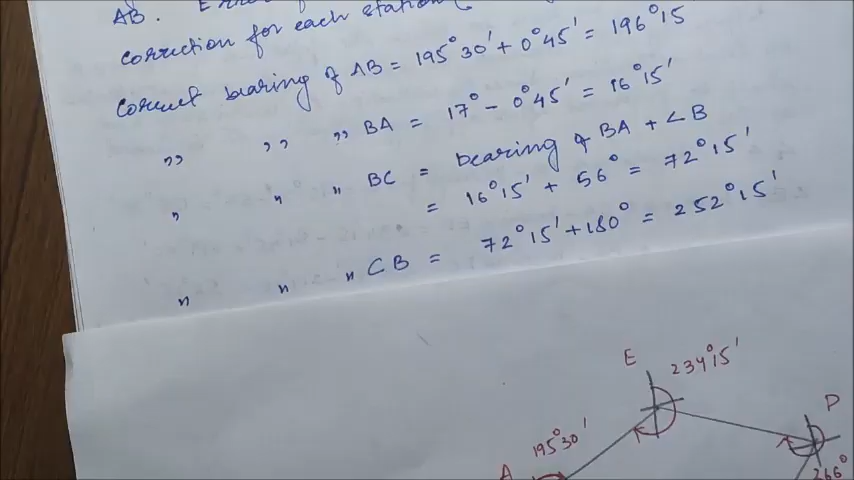 AB.
correction for each station
correct bearing of AB = 195°30' + 0°45' = 196°15'
,, ,, ,, BA = 17° - 0°45' = 16°15'
" " " BC = bearing of BA + ∠B
= 16°15' + 56° = 72°15'
" " " CB = 72°15' + 180° = 252°15'
E 234°15'
D
195°30'
A
266°